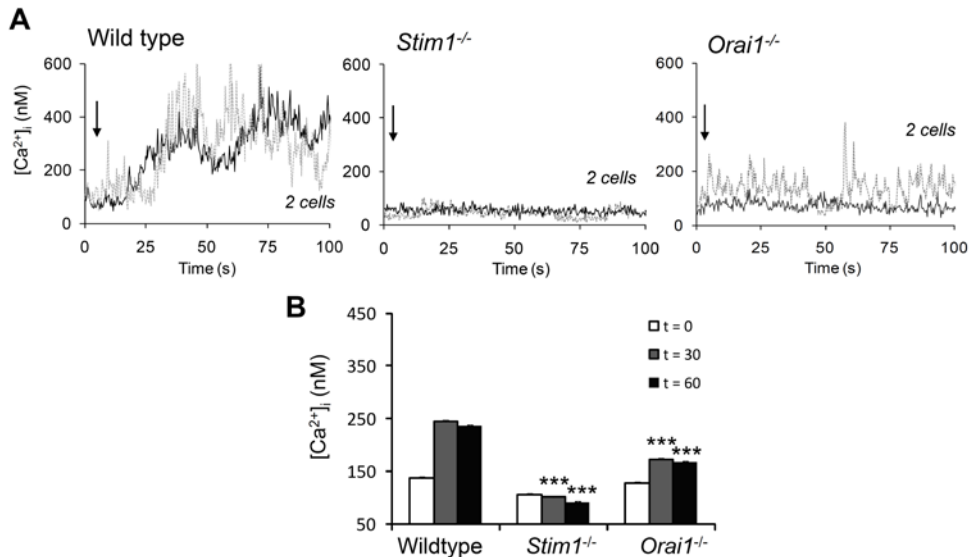 A
Wild type
Stim1-/-
Orai1-/-
[Ca2+]i (nM)
600
400
200
0
2 cells
0 25 50 75 100
Time (s)
600
400
200
0
2 cells
0 25 50 75 100
Time (s)
600
400
200
0
2 cells
0 25 50 75 100
Time (s)
B
[Ca2+]i (nM)
450
350
250
150
50
t = 0
t = 30
t = 60
*** ***
*** ***
Wildtype Stim1-/- Orai1-/-